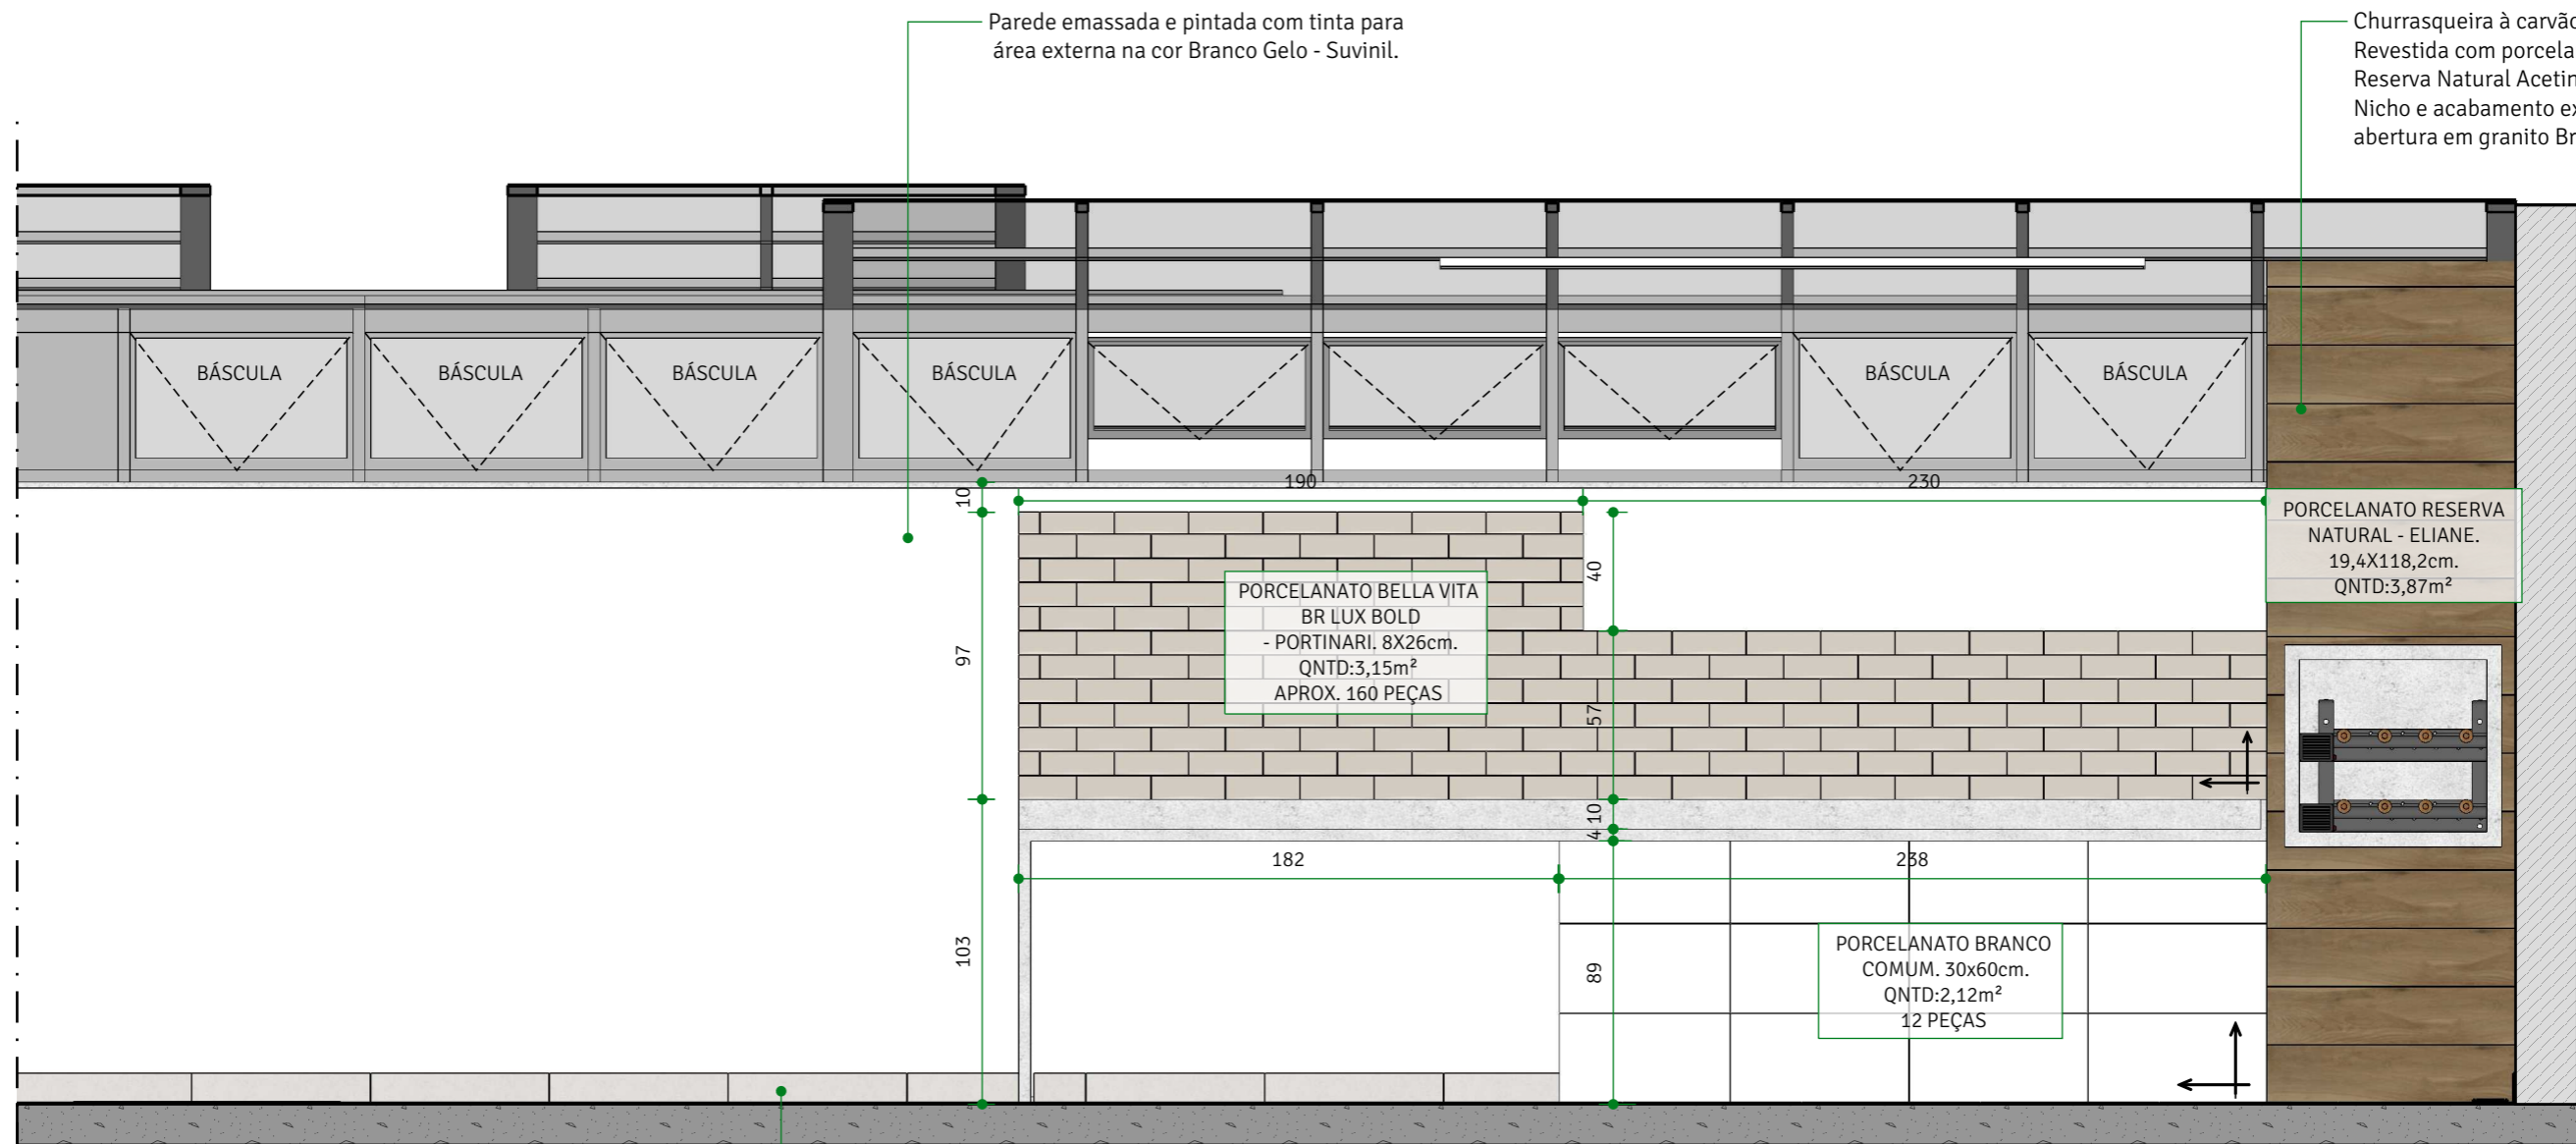 Parede emassada e pintada com tinta para
área externa na cor Branco Gelo - Suvinil.
Churrasqueira à carvão
Revestida com porcela
Reserva Natural Acetin
Nicho e acabamento ex
abertura em granito Br
BÁSCULA
BÁSCULA
BÁSCULA
BÁSCULA
BÁSCULA
BÁSCULA
190
230
10
40
97
57
10
4
103
89
PORCELANATO RESERVA
NATURAL - ELIANE.
19,4X118,2cm.
QNTD:3,87m²
PORCELANATO BELLA VITA
BR LUX BOLD
- PORTINARI. 8X26cm.
QNTD:3,15m²
APROX. 160 PEÇAS
182
238
PORCELANATO BRANCO
COMUM. 30x60cm.
QNTD:2,12m²
12 PEÇAS